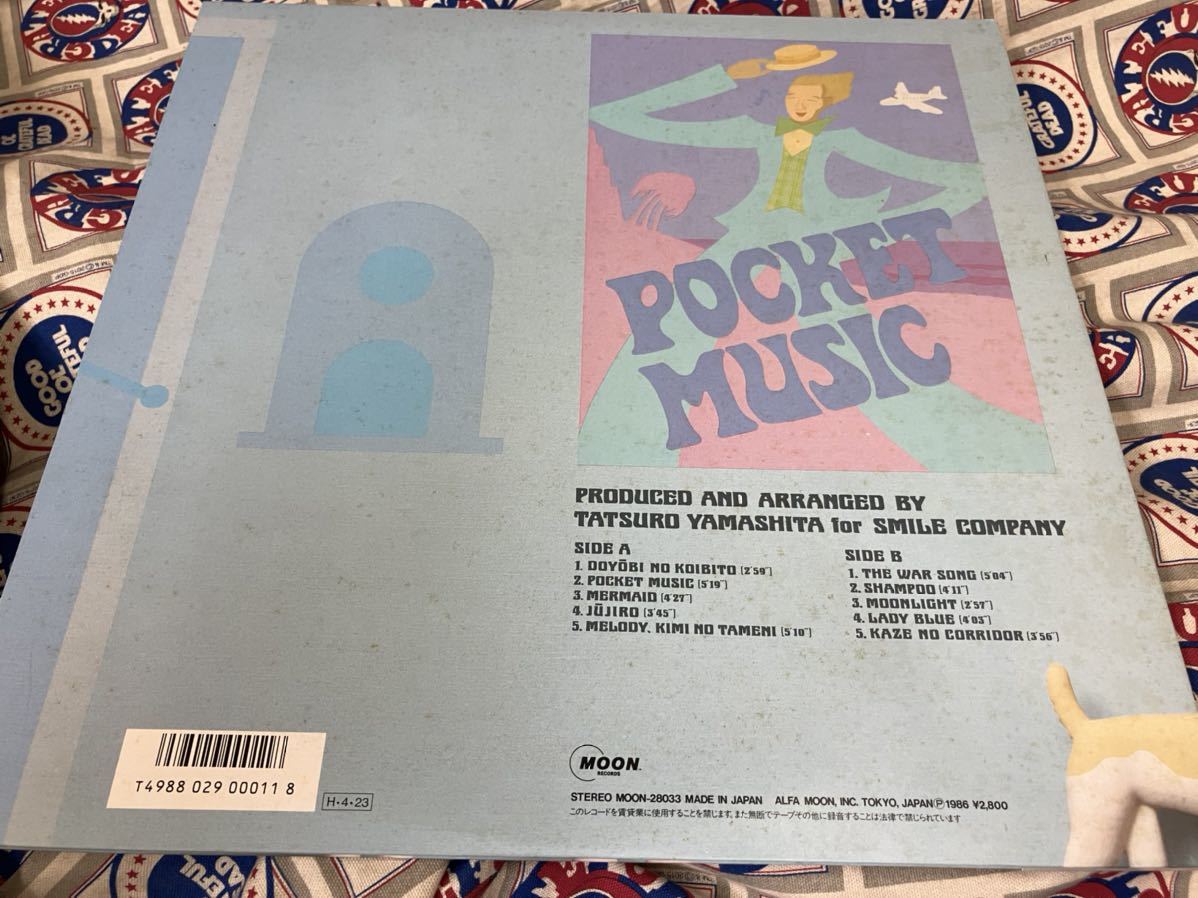 POCKET
MUSIC
PRODUCED AND ARRANGED BY
TATSURO YAMASHITA for SMILE COMPANY
SIDE A
1. DOYŌBI NO KOIBITO (2'59")
2. POCKET MUSIC (5'19")
3. MERMAID (4'27")
4. JŪJIRO (3'45")
5. MELODY, KIMI NO TAMENI (5'10")
SIDE B
1. THE WAR SONG (5'04")
2. SHAMPOO (4'11")
3. MOONLIGHT (2'57")
4. LADY BLUE (4'03")
5. KAZE NO CORRIDOR (3'56")
T4988 029 00011 8
H・4・23
MOON
RECORDS
STEREO MOON-28033 MADE IN JAPAN ALFA MOON, INC. TOKYO, JAPAN Ⓟ1986 ¥2,800
このレコードを賃貸業に使用することを禁じます。また無断でテープその他に録音することは法律で禁じられています
GRATEFUL
DEAD
GOOD
OL'
GRATEFUL